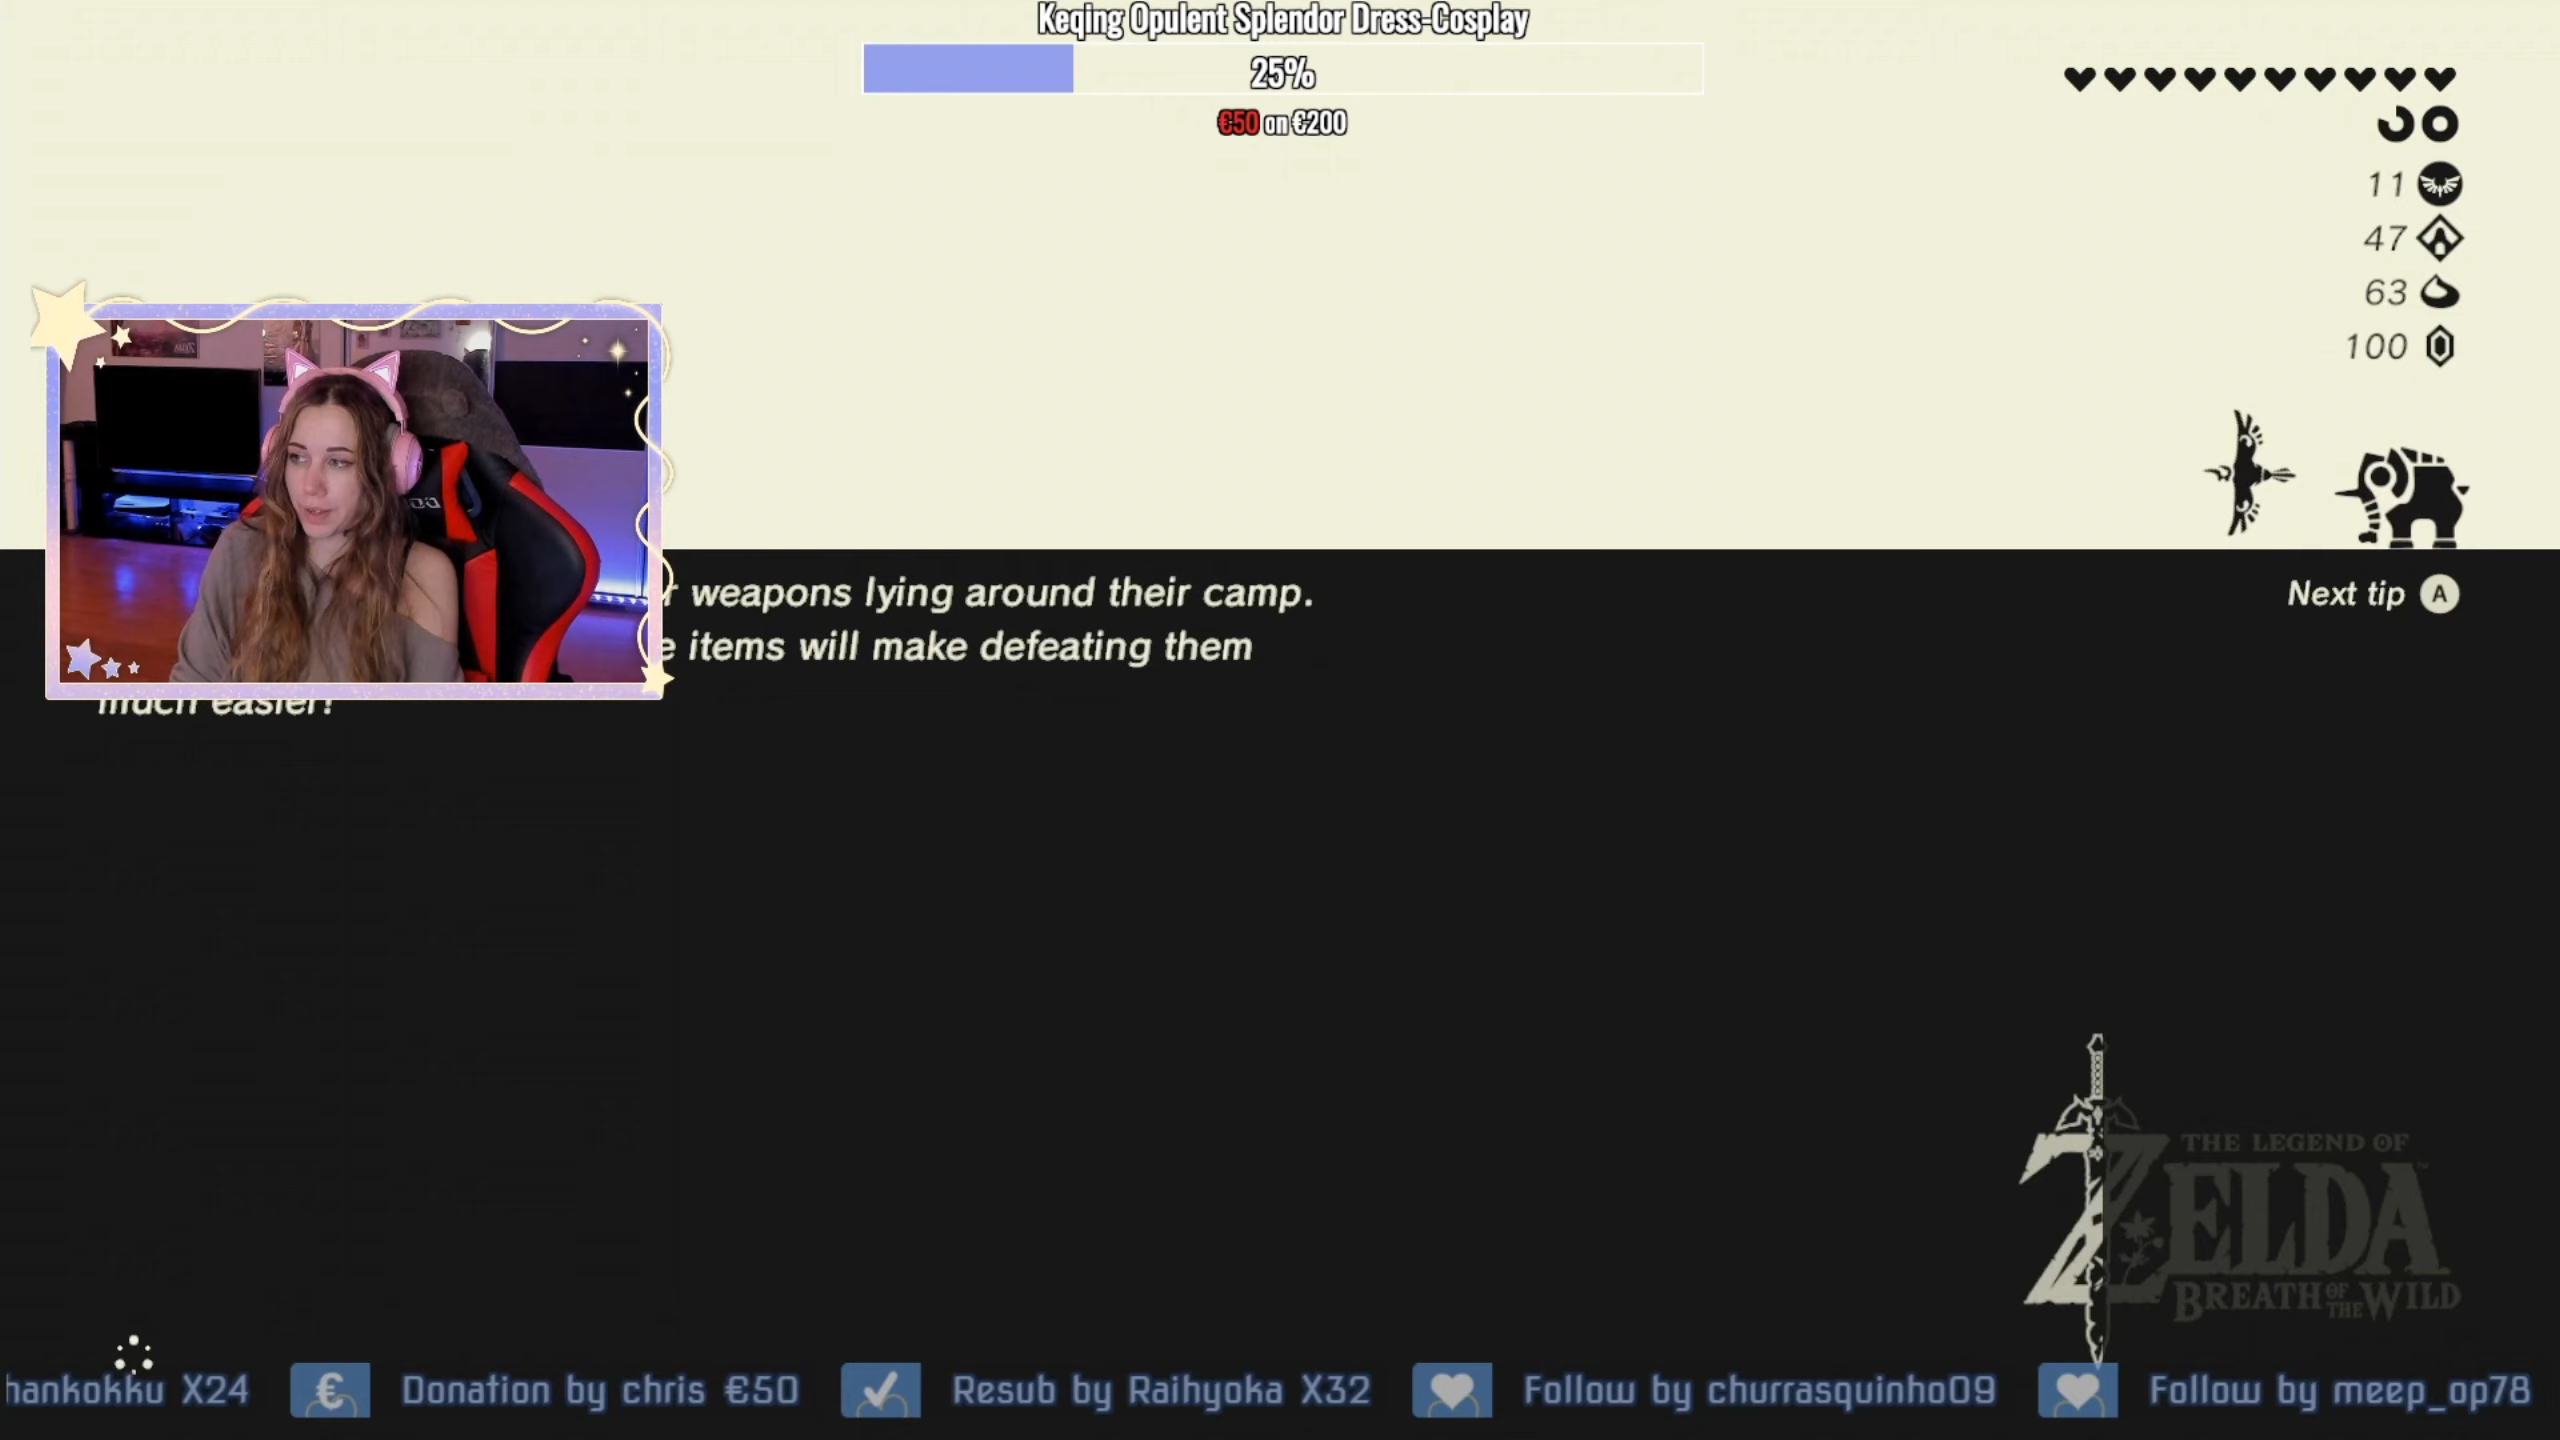 Keqing Opulent Splendor Dress-Cosplay
25%
€50 on €200
11
47
63
100
weapons lying around their camp.
Next tip A
items will make defeating them
much easier!
THE LEGEND OF
ZELDA
BREATH OF THE WILD
hankokku X24
Donation by chris €50
Resub by Raihyoka X32
Follow by churrasquinho09
Follow by meep_op78